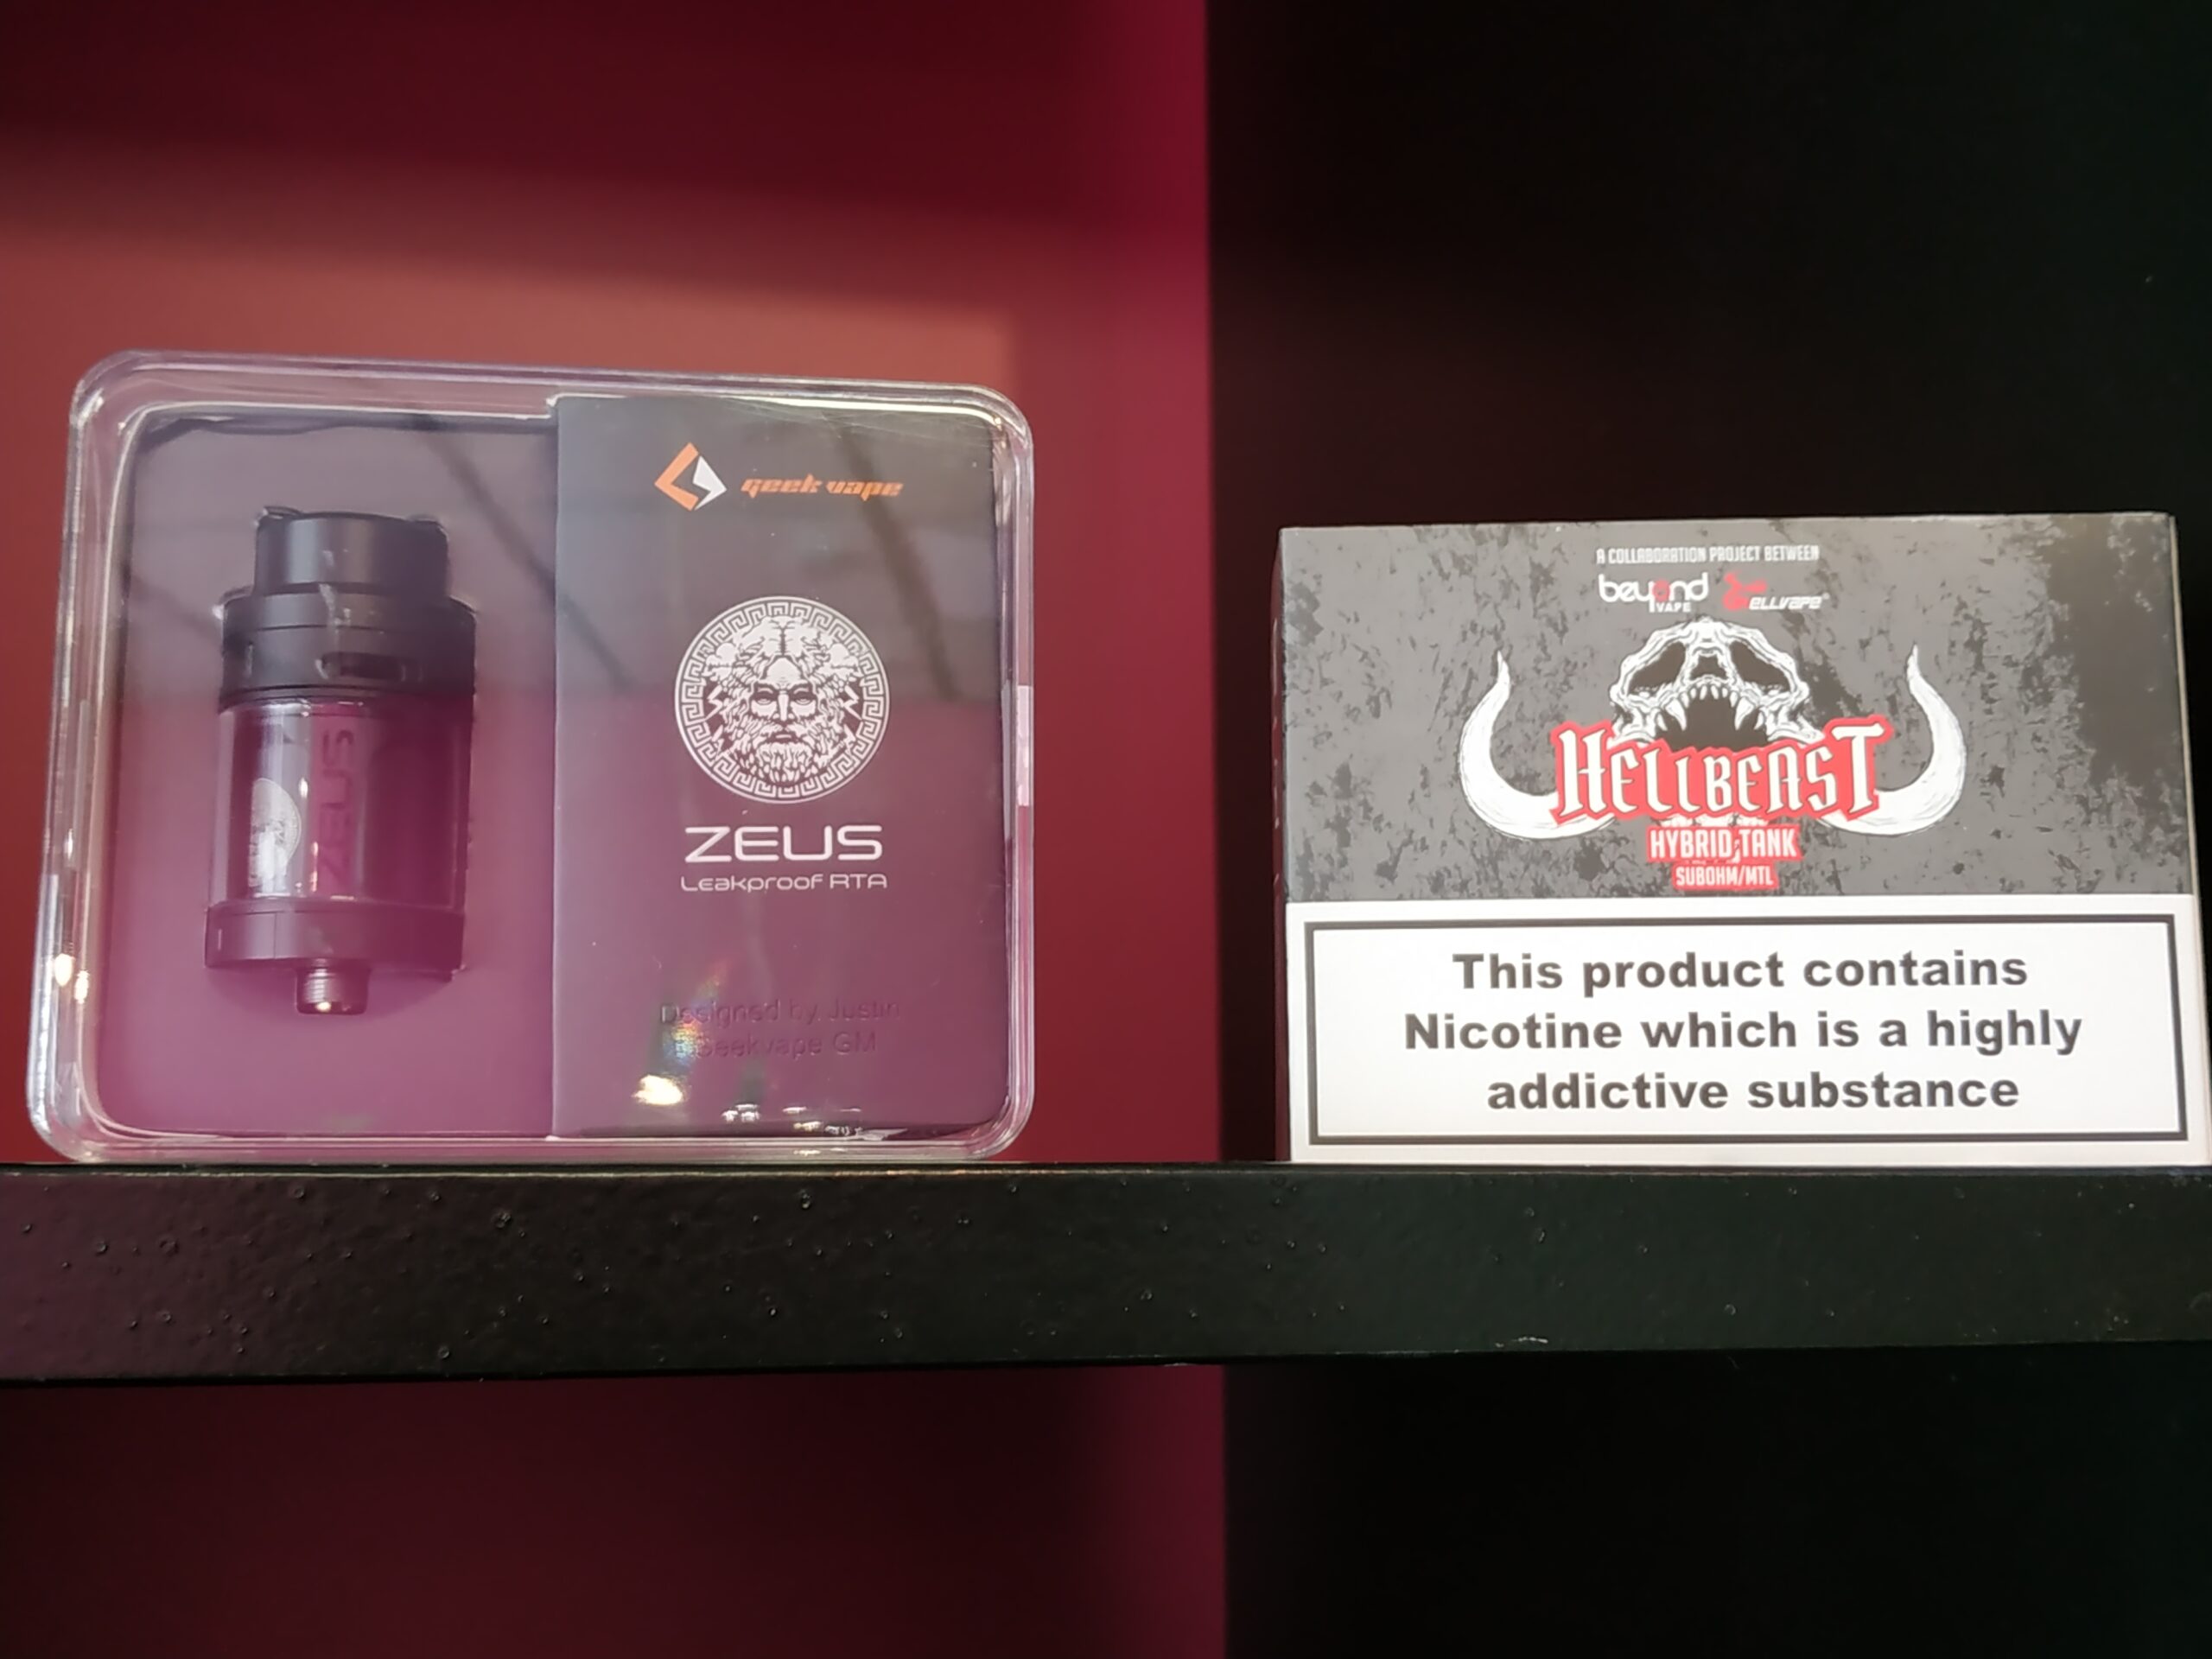 geek vape
ZEUS
Leakproof RTA
Designed by Justin
Geekvape GM
ZEUS
A COLLABORATION PROJECT BETWEEN
beyond VAPE HELLVAPE
HELLBEAST
HYBRID TANK
SUBOHM/MTL
This product contains
Nicotine which is a highly
addictive substance